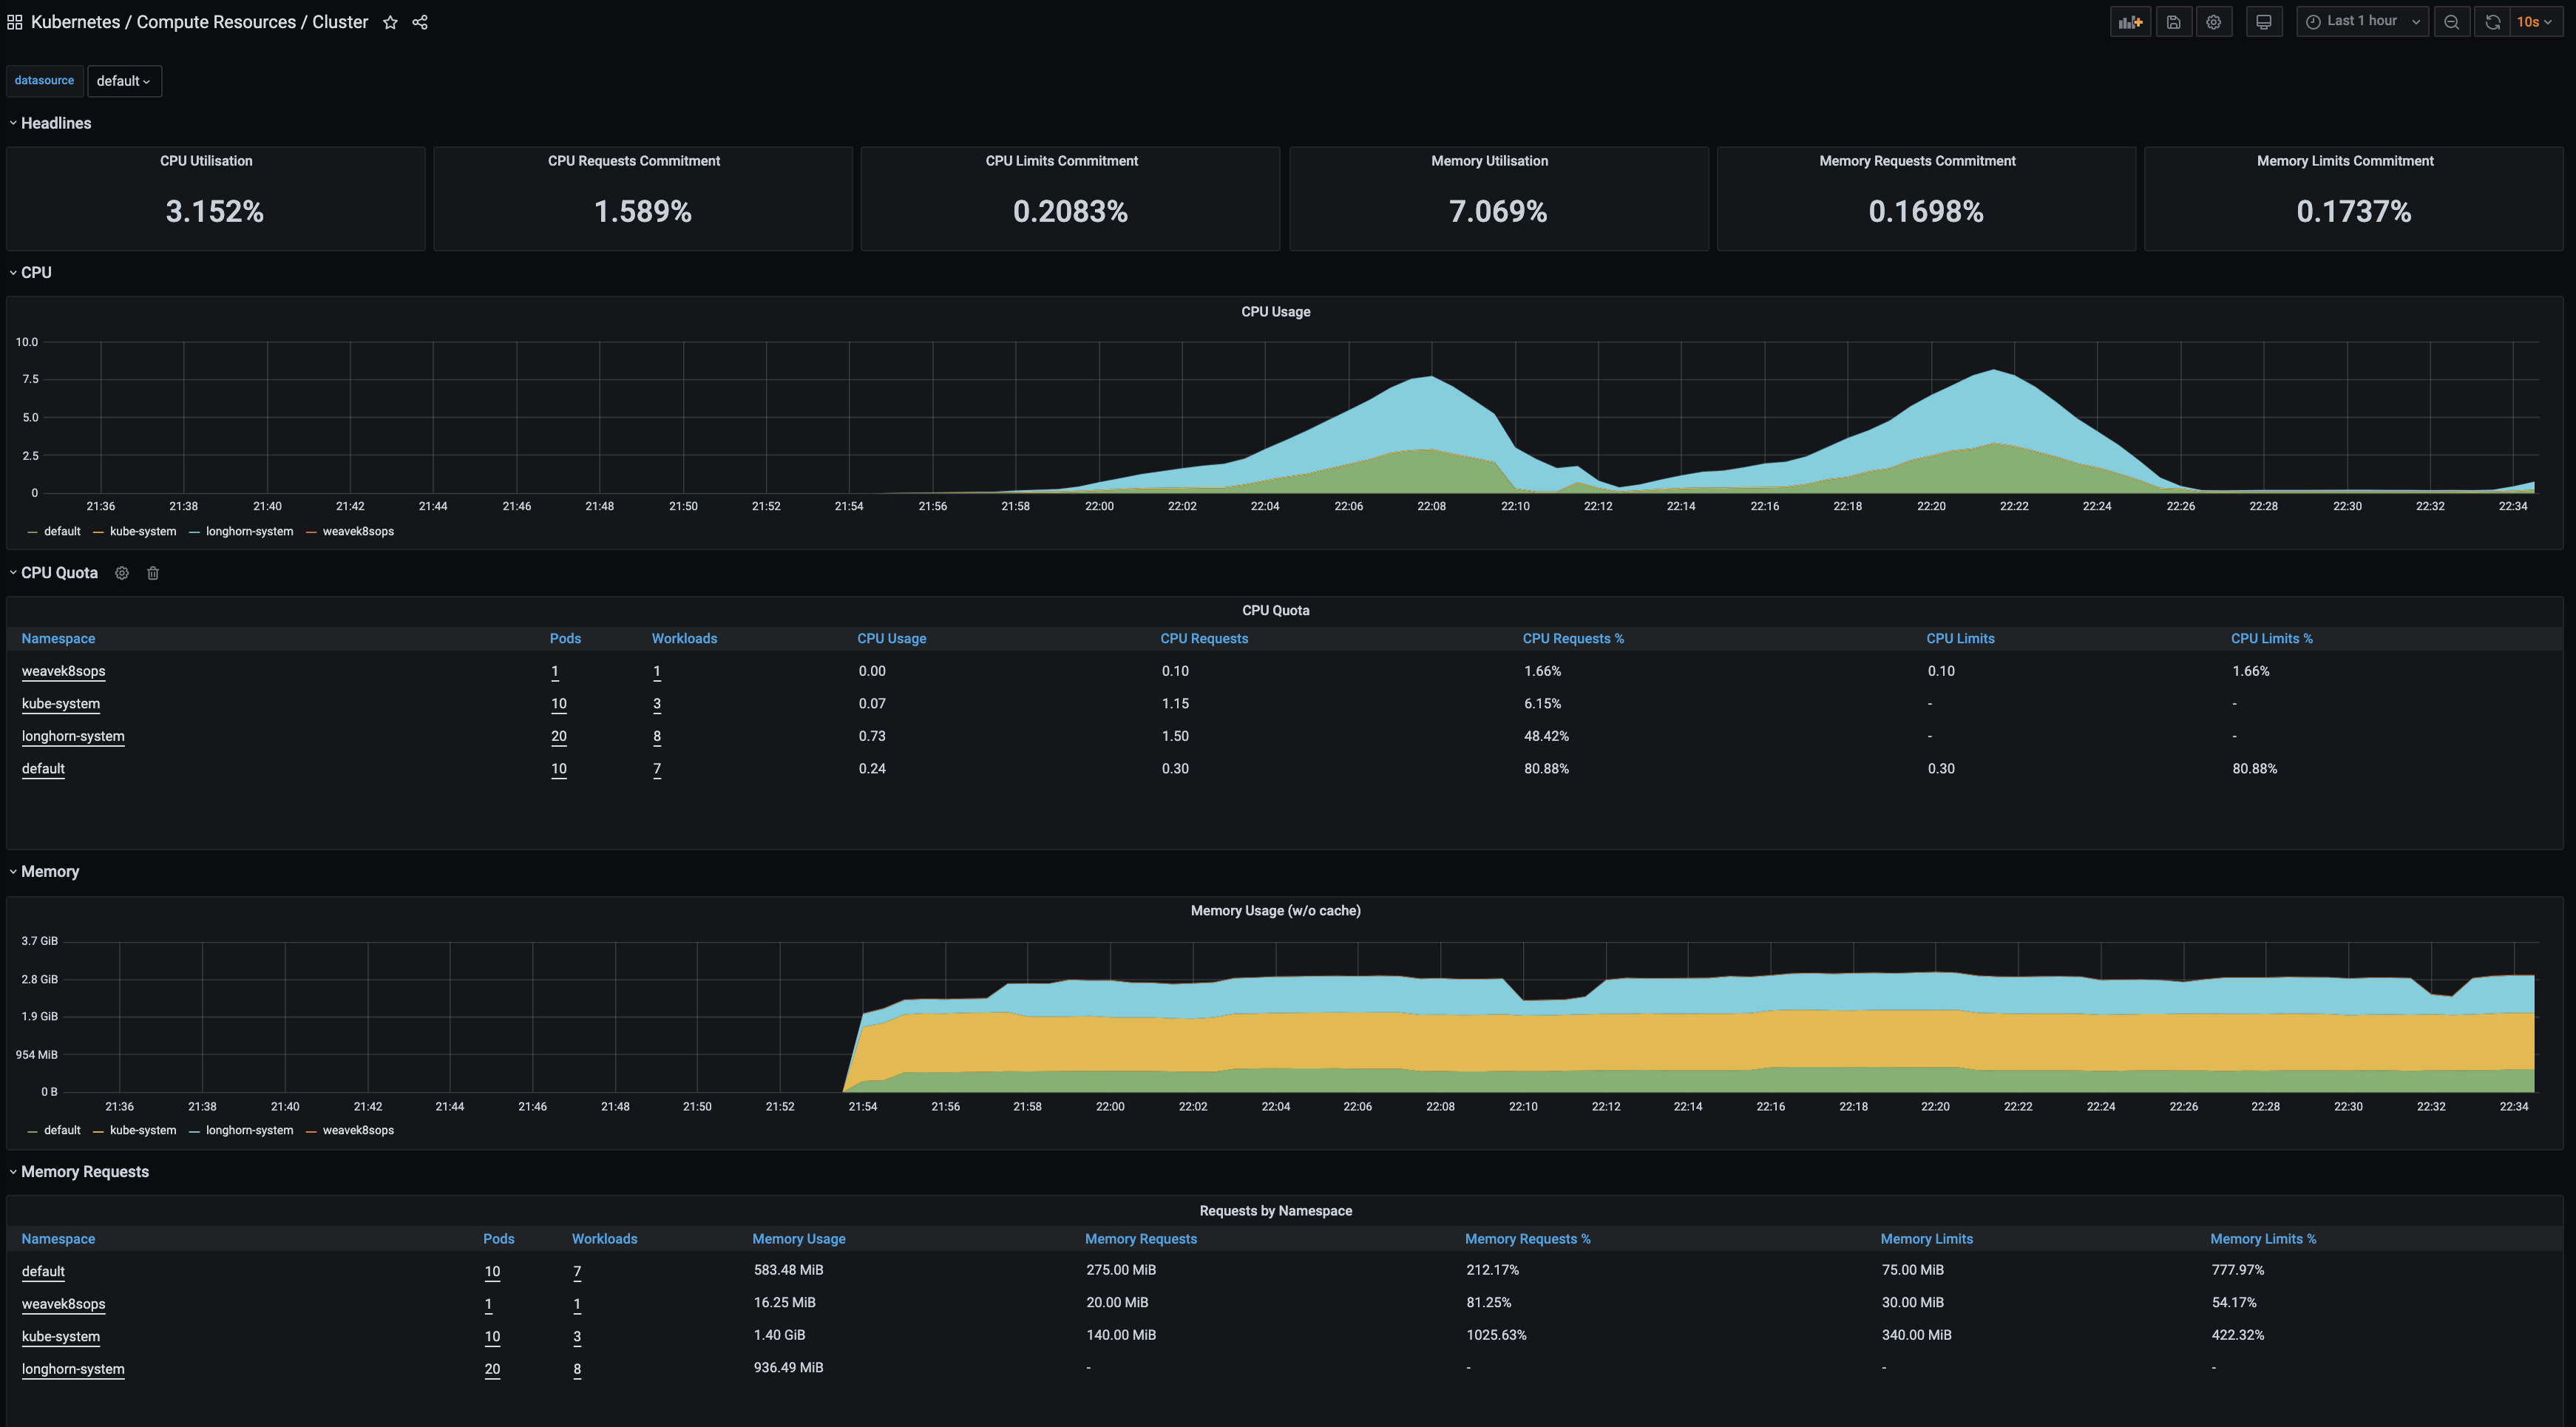 Kubernetes / Compute Resources / Cluster Last 1 hour 10s
datasource default
Headlines
CPU Utilisation CPU Requests Commitment CPU Limits Commitment Memory Utilisation Memory Requests Commitment Memory Limits Commitment
3.152% 1.589% 0.2083% 7.069% 0.1698% 0.1737%
CPU
CPU Usage
10.0
7.5
5.0
2.5
0
21:36 21:38 21:40 21:42 21:44 21:46 21:48 21:50 21:52 21:54 21:56 21:58 22:00 22:02 22:04 22:06 22:08 22:10 22:12 22:14 22:16 22:18 22:20 22:22 22:24 22:26 22:28 22:30 22:32 22:34
default kube-system longhorn-system weavek8sops
CPU Quota
CPU Quota
Namespace Pods Workloads CPU Usage CPU Requests CPU Requests % CPU Limits CPU Limits %
weavek8sops 1 1 0.00 0.10 1.66% 0.10 1.66%
kube-system 10 3 0.07 1.15 6.15% - -
longhorn-system 20 8 0.73 1.50 48.42% - -
default 10 7 0.24 0.30 80.88% 0.30 80.88%
Memory
Memory Usage (w/o cache)
3.7 GiB
2.8 GiB
1.9 GiB
954 MiB
0 B
21:36 21:38 21:40 21:42 21:44 21:46 21:48 21:50 21:52 21:54 21:56 21:58 22:00 22:02 22:04 22:06 22:08 22:10 22:12 22:14 22:16 22:18 22:20 22:22 22:24 22:26 22:28 22:30 22:32 22:34
default kube-system longhorn-system weavek8sops
Memory Requests
Requests by Namespace
Namespace Pods Workloads Memory Usage Memory Requests Memory Requests % Memory Limits Memory Limits %
default 10 7 583.48 MiB 275.00 MiB 212.17% 75.00 MiB 777.97%
weavek8sops 1 1 16.25 MiB 20.00 MiB 81.25% 30.00 MiB 54.17%
kube-system 10 3 1.40 GiB 140.00 MiB 1025.63% 340.00 MiB 422.32%
longhorn-system 20 8 936.49 MiB - - - -